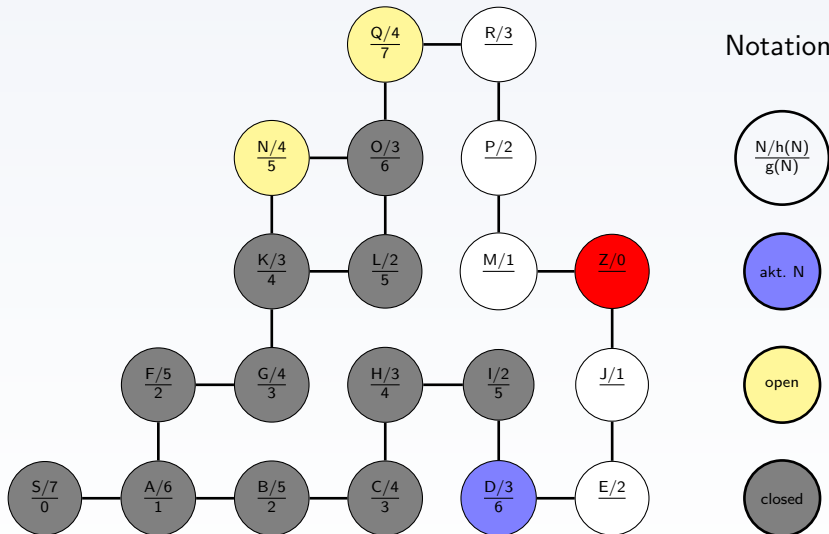 Q/4
7
R/3
Notation
N/4
5
O/3
6
P/2
N/h(N)
g(N)
K/3
4
L/2
5
M/1
Z/0
akt. N
F/5
2
G/4
3
H/3
4
I/2
5
J/1
open
S/7
0
A/6
1
B/5
2
C/4
3
D/3
6
E/2
closed